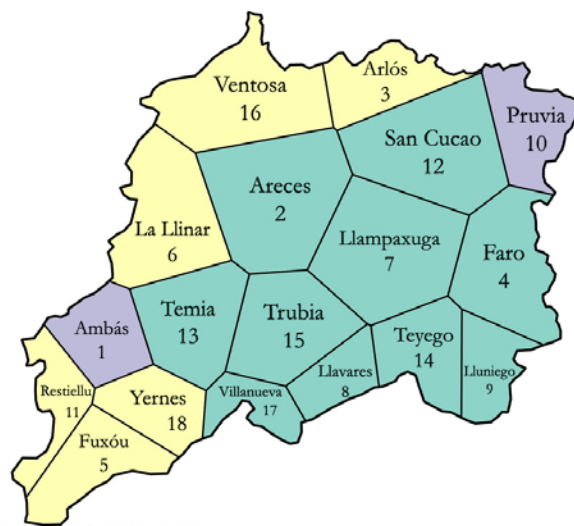 Arlós
3
Ventosa
16
Pruvia
10
San Cucao
12
Areces
2
La Llinar
6
Llampaxuga
7
Faro
4
Temia
13
Trubia
15
Ambás
1
Teyego
14
Lluniego
9
Llavares
8
Restiellu
11
Yernes
18
Villanueva
17
Fuxóu
5